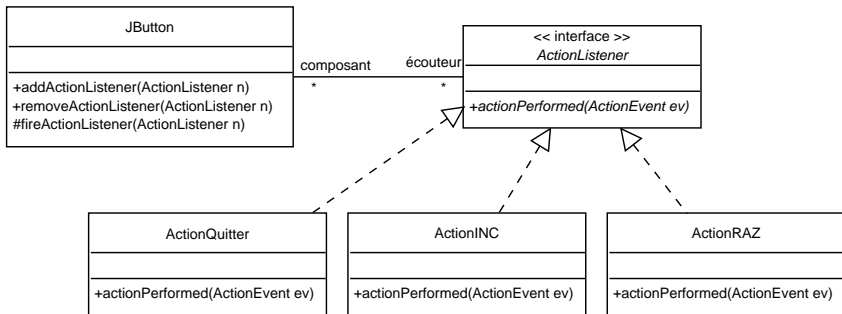 JButton
+addActionListener(ActionListener n)
+removeActionListener(ActionListener n)
#fireActionListener(ActionListener n)
composant
*
écouteur
*
<< interface >>
ActionListener
+actionPerformed(ActionEvent ev)
ActionQuitter
+actionPerformed(ActionEvent ev)
ActionINC
+actionPerformed(ActionEvent ev)
ActionRAZ
+actionPerformed(ActionEvent ev)